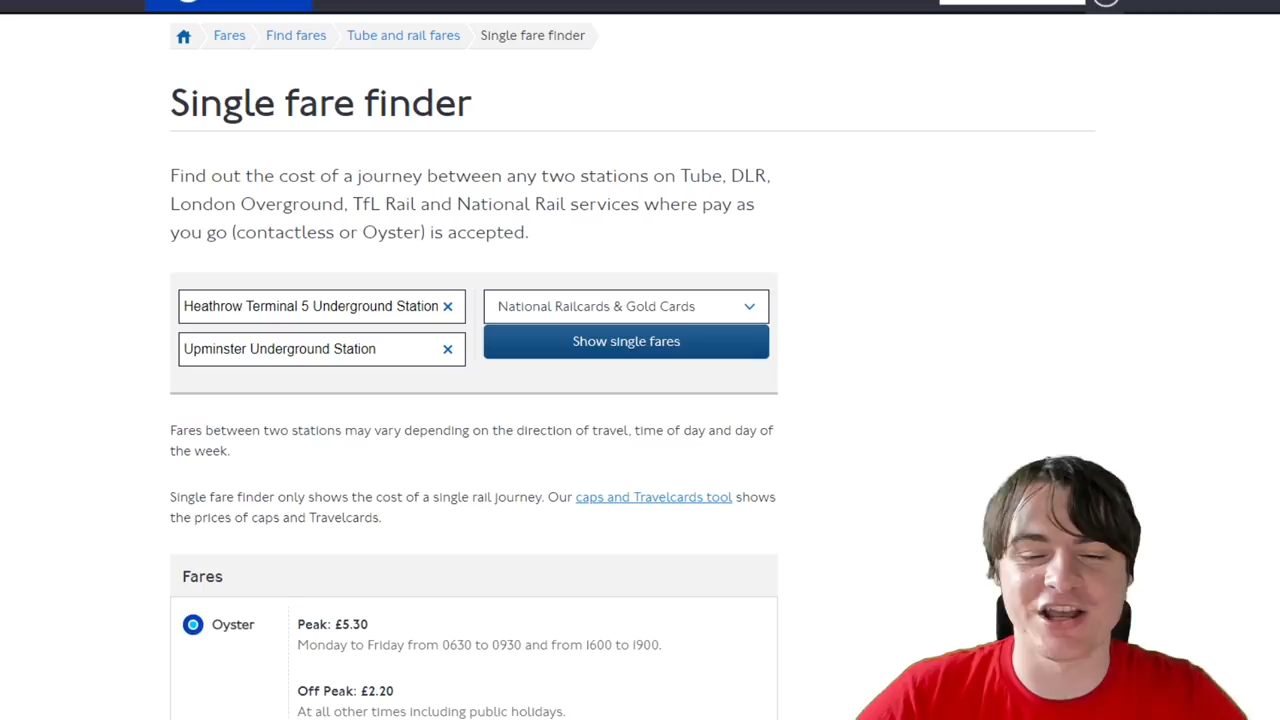 Fares
Find fares
Tube and rail fares
Single fare finder
Single fare finder
Find out the cost of a journey between any two stations on Tube, DLR,
London Overground, TfL Rail and National Rail services where pay as
you go (contactless or Oyster) is accepted.
Heathrow Terminal 5 Underground Station
National Railcards & Gold Cards
Show single fares
Upminster Underground Station
Fares between two stations may vary depending on the direction of travel, time of day and day of
the week.
Single fare finder only shows the cost of a single rail journey. Our caps and Travelcards tool shows
the prices of caps and Travelcards.
Fares
Oyster
Peak: £5.30
Monday to Friday from 0630 to 0930 and from 1600 to 1900.
Off Peak: £2.20
At all other times including public holidays.